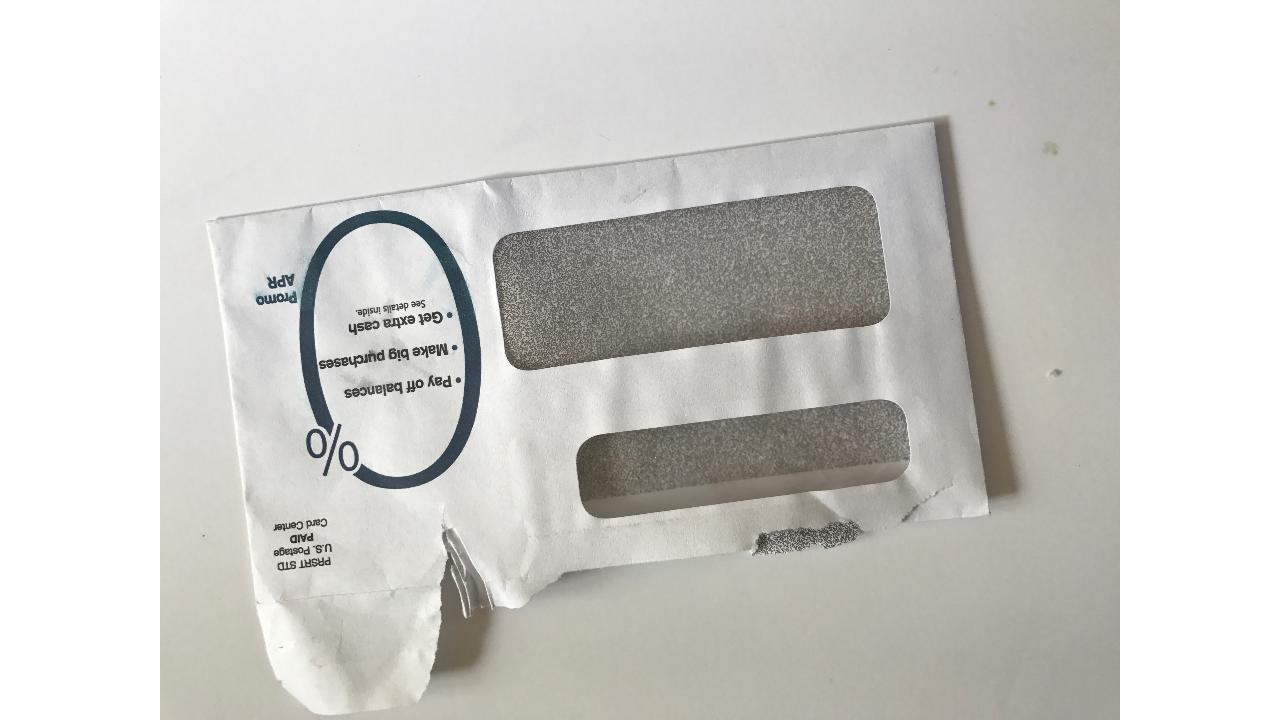 PRSRT STD
U.S. Postage
PAID
Card Center
0%
Promo
APR
• Pay off balances
• Make big purchases
• Get extra cash
See details inside.